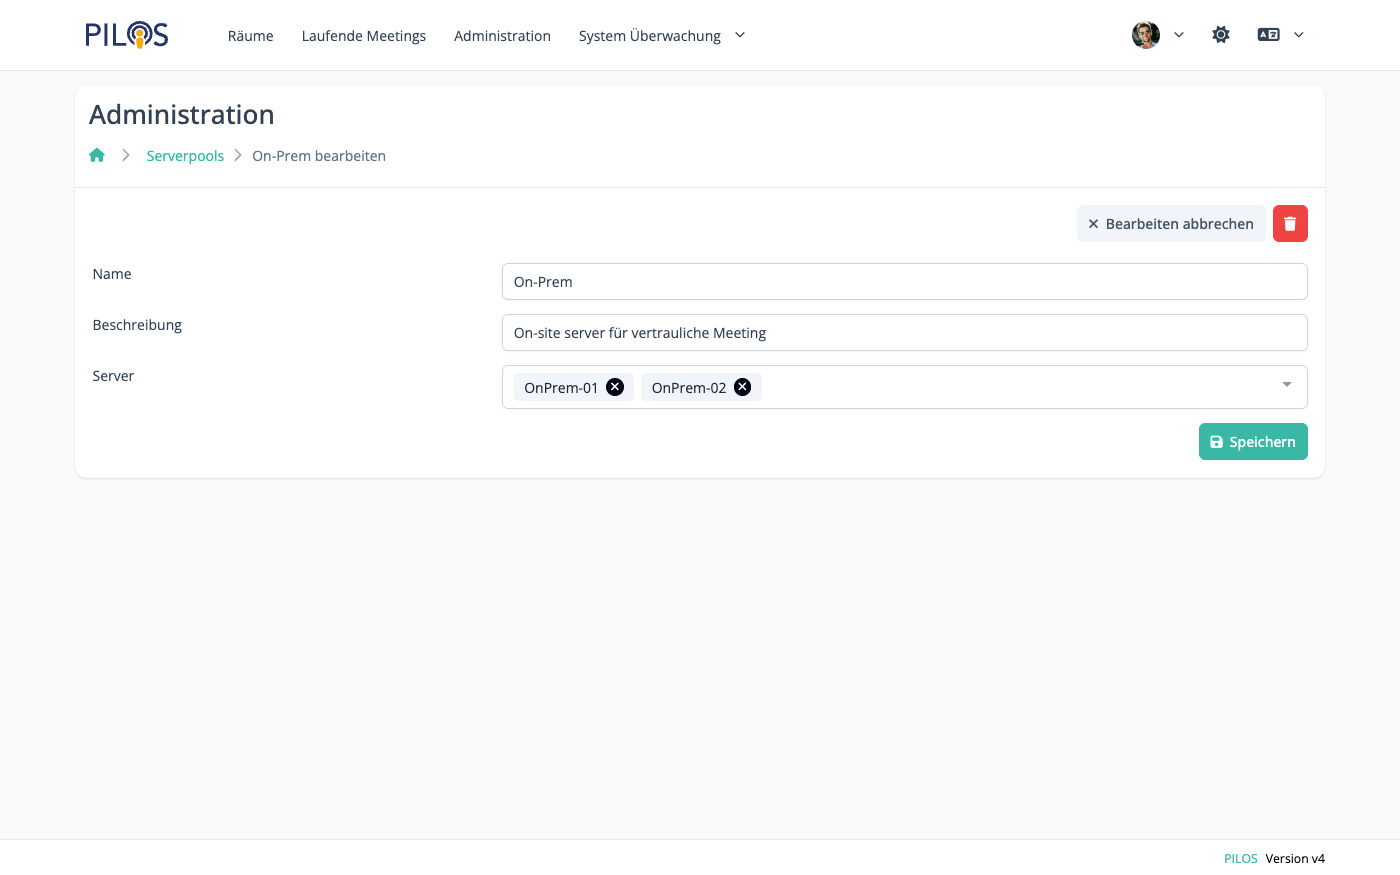 PILOS Räume Laufende Meetings Administration System Überwachung
Administration
Serverpools On-Prem bearbeiten
Bearbeiten abbrechen
Name On-Prem
Beschreibung On-site server für vertrauliche Meeting
Server OnPrem-01 OnPrem-02
Speichern
PILOS Version v4